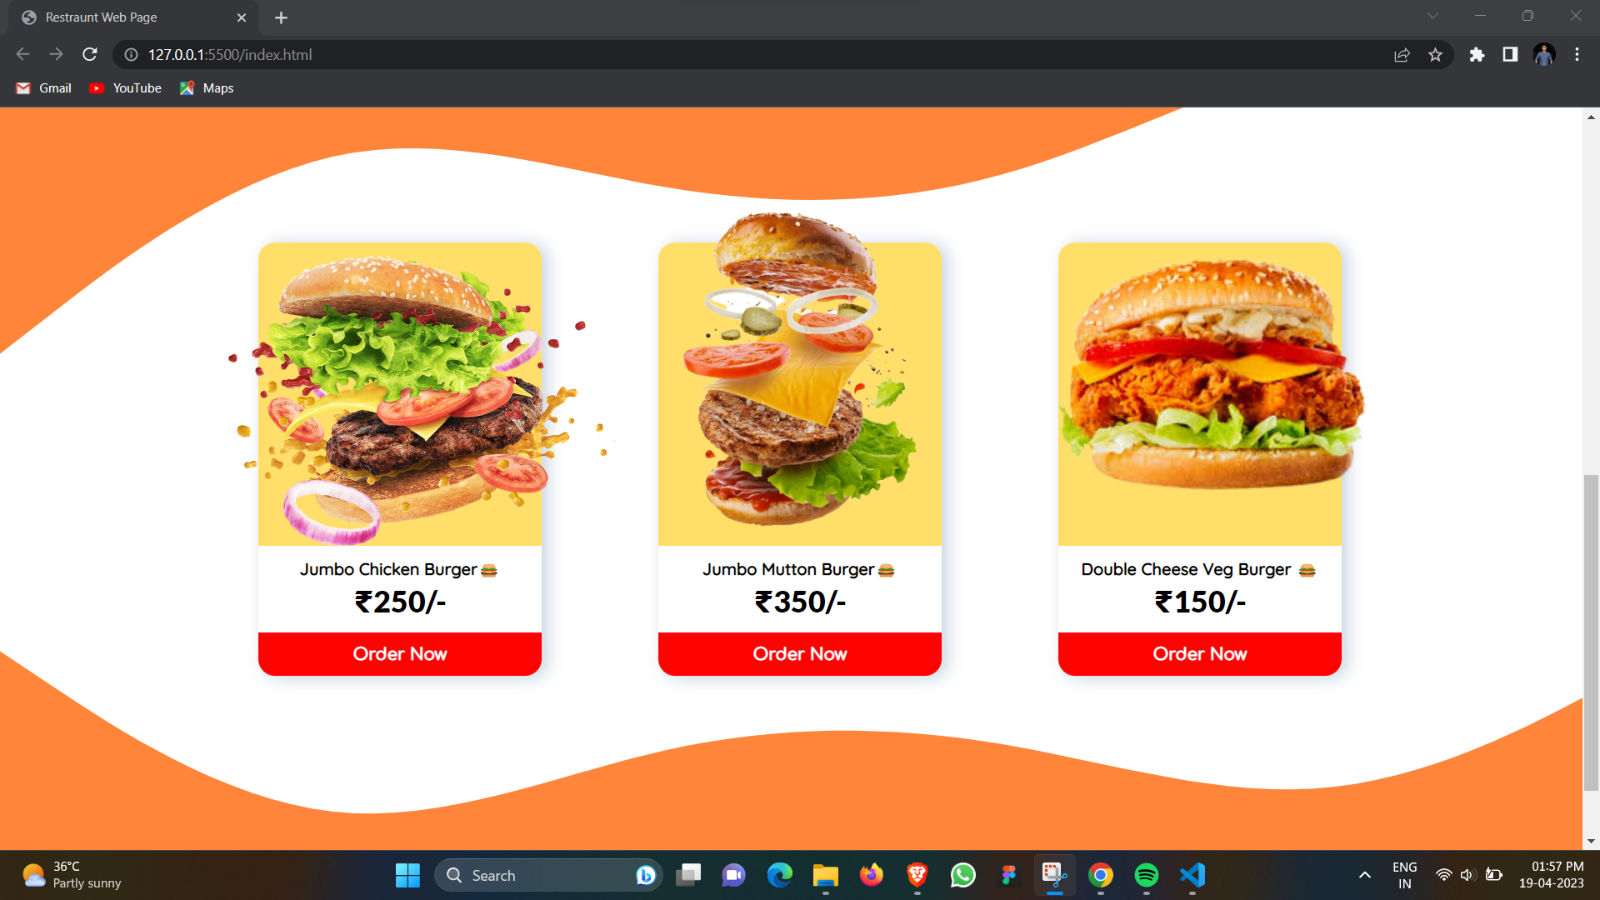 Restraunt Web Page
127.0.0.1:5500/index.html
Gmail
YouTube
Maps
Jumbo Chicken Burger🍔
₹250/-
Order Now
Jumbo Mutton Burger🍔
₹350/-
Order Now
Double Cheese Veg Burger 🍔
₹150/-
Order Now
36°C
Partly sunny
Search
ENG
IN
01:57 PM
19-04-2023